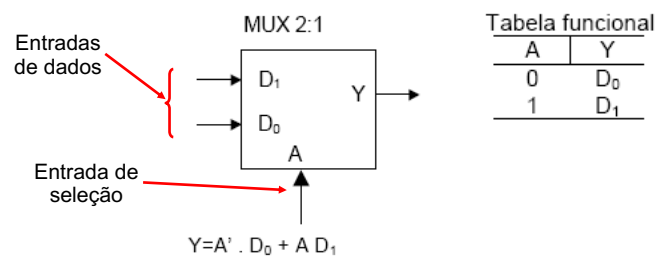 MUX 2:1
Entradas
de dados
D₁
D₀
Y
A
Entrada de
seleção
Y=A' . D₀ + A D₁
Tabela funcional
A Y
0 D₀
1 D₁